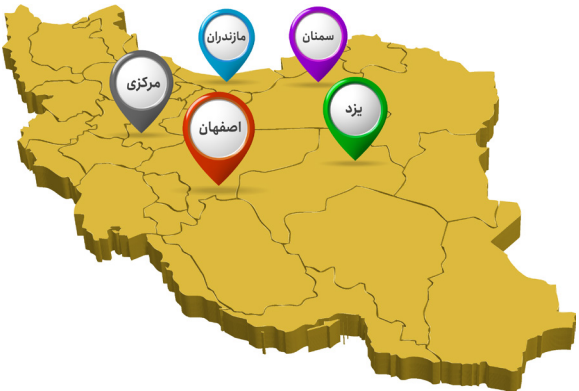 سمنان
مازندران
مرکزی
یزد
اصفهان